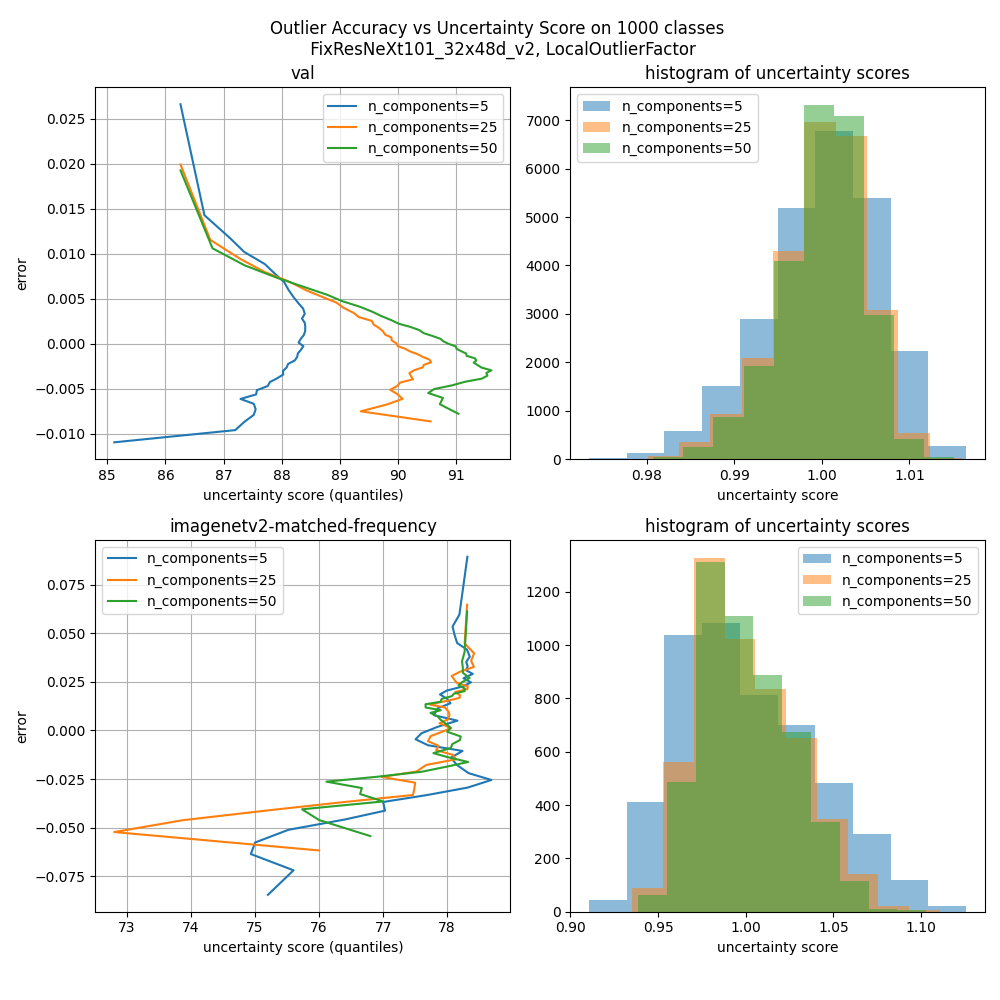 Outlier Accuracy vs Uncertainty Score on 1000 classes
FixResNeXt101_32x48d_v2, LocalOutlierFactor
val
n_components=5
n_components=25
n_components=50
0.025
0.020
0.015
0.010
0.005
0.000
−0.005
−0.010
error
85 86 87 88 89 90 91
uncertainty score (quantiles)
histogram of uncertainty scores
n_components=5
n_components=25
n_components=50
7000
6000
5000
4000
3000
2000
1000
0
0.98 0.99 1.00 1.01
uncertainty score
imagenetv2-matched-frequency
n_components=5
n_components=25
n_components=50
0.075
0.050
0.025
0.000
−0.025
−0.050
−0.075
error
73 74 75 76 77 78
uncertainty score (quantiles)
histogram of uncertainty scores
n_components=5
n_components=25
n_components=50
1200
1000
800
600
400
200
0
0.90 0.95 1.00 1.05 1.10
uncertainty score